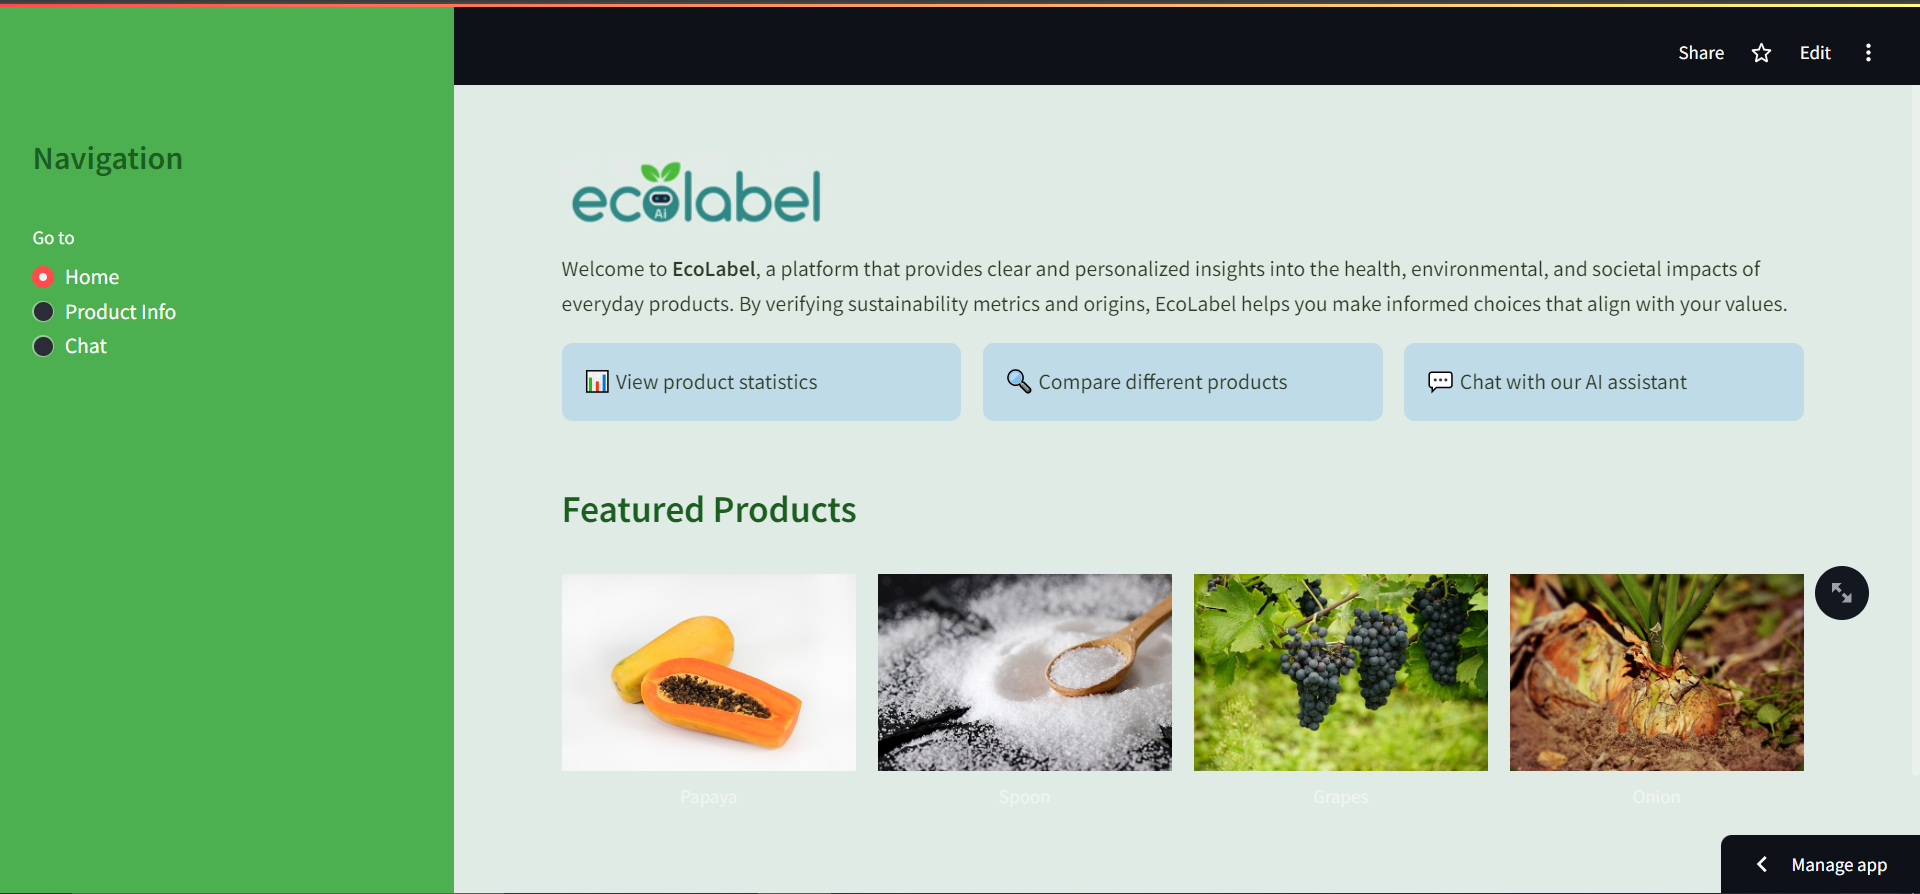 Share
Edit
Navigation
Go to
Home
Product Info
Chat
ecolabel
Ai
Welcome to EcoLabel, a platform that provides clear and personalized insights into the health, environmental, and societal impacts of
everyday products. By verifying sustainability metrics and origins, EcoLabel helps you make informed choices that align with your values.
View product statistics
Compare different products
Chat with our AI assistant
Featured Products
Papaya
Spoon
Grapes
Onion
Manage app